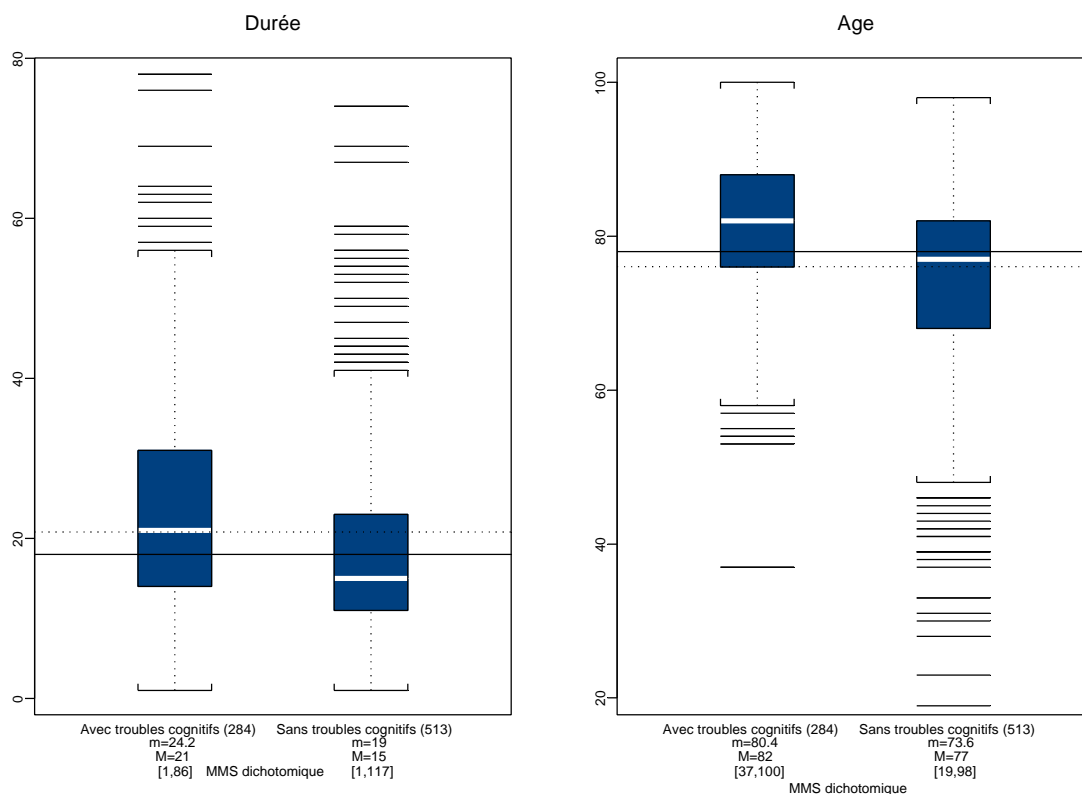 Durée
80
60
40
20
0
Avec troubles cognitifs (284) Sans troubles cognitifs (513)
m=24.2 m=19
M=21 M=15
[1,86] MMS dichotomique [1,117]
Age
100
80
60
40
20
Avec troubles cognitifs (284) Sans troubles cognitifs (513)
m=80.4 m=73.6
M=82 M=77
[37,100] [19,98]
MMS dichotomique